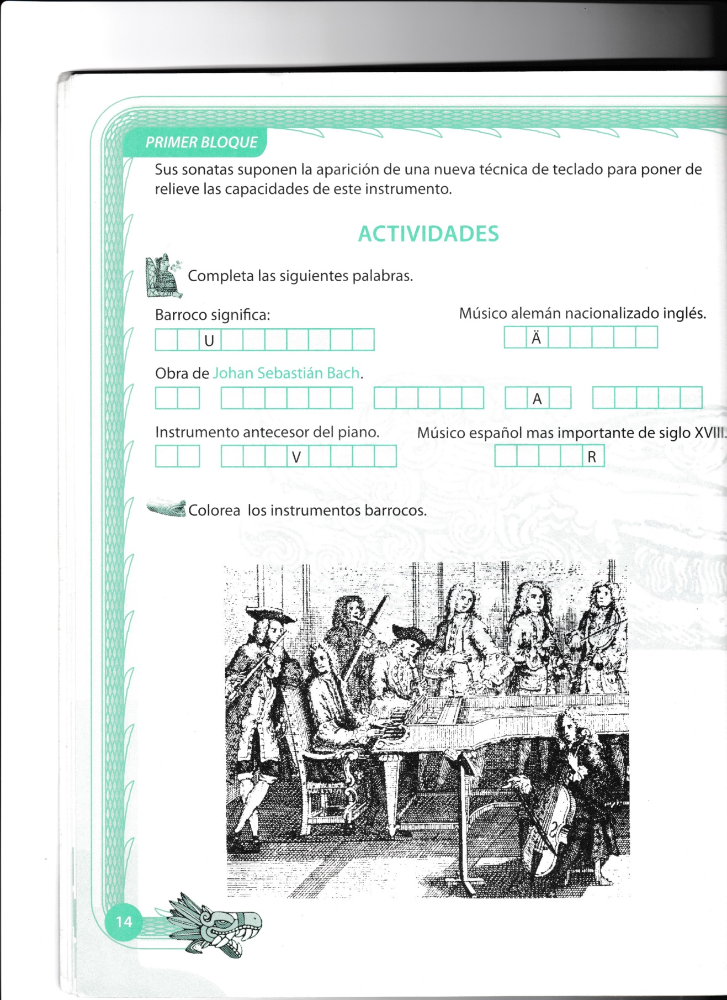 PRIMER BLOQUE
Sus sonatas suponen la aparición de una nueva técnica de teclado para poner de
relieve las capacidades de este instrumento.
ACTIVIDADES
Completa las siguientes palabras.
Barroco significa:
U
Músico alemán nacionalizado inglés.
Ä
Obra de Johan Sebastián Bach.
A
Instrumento antecesor del piano.
V
Músico español mas importante de siglo XVIII.
R
Colorea los instrumentos barrocos.
14